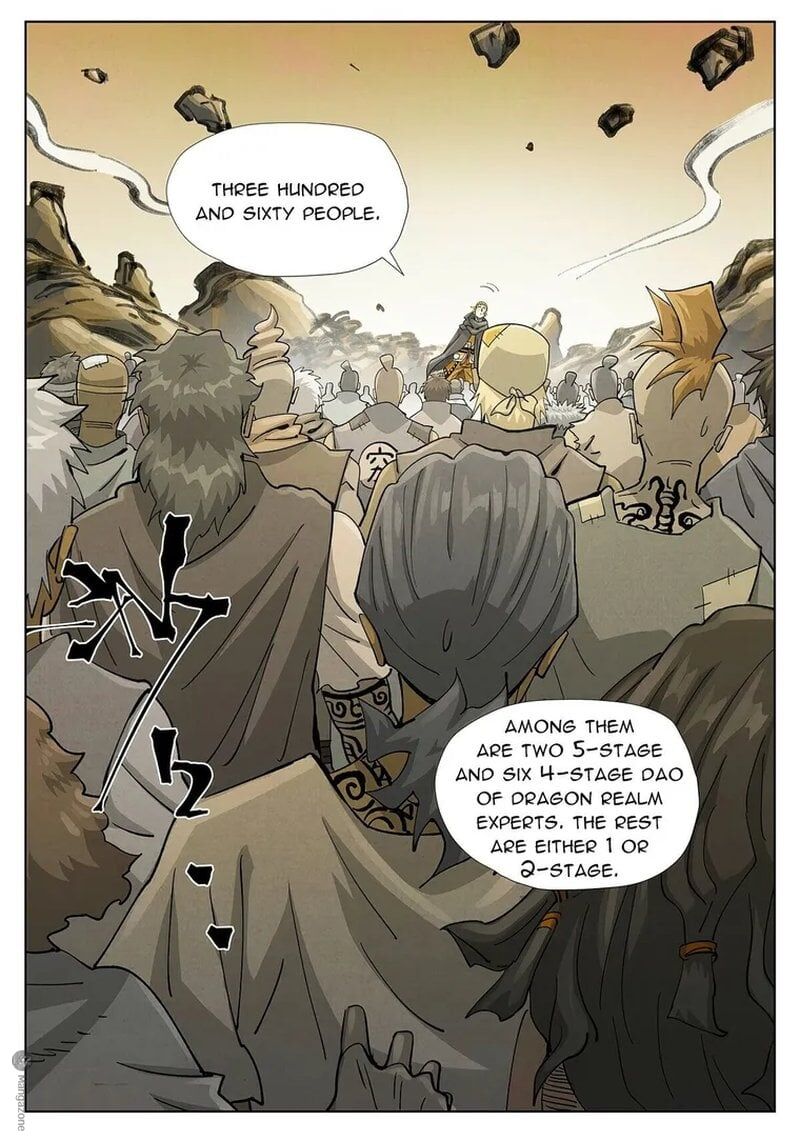 THREE HUNDRED
AND SIXTY PEOPLE.
AMONG THEM
ARE TWO 5-STAGE
AND SIX 4-STAGE DAO
OF DRAGON REALM
EXPERTS. THE REST
ARE EITHER 1 OR
2-STAGE.
Mangazone